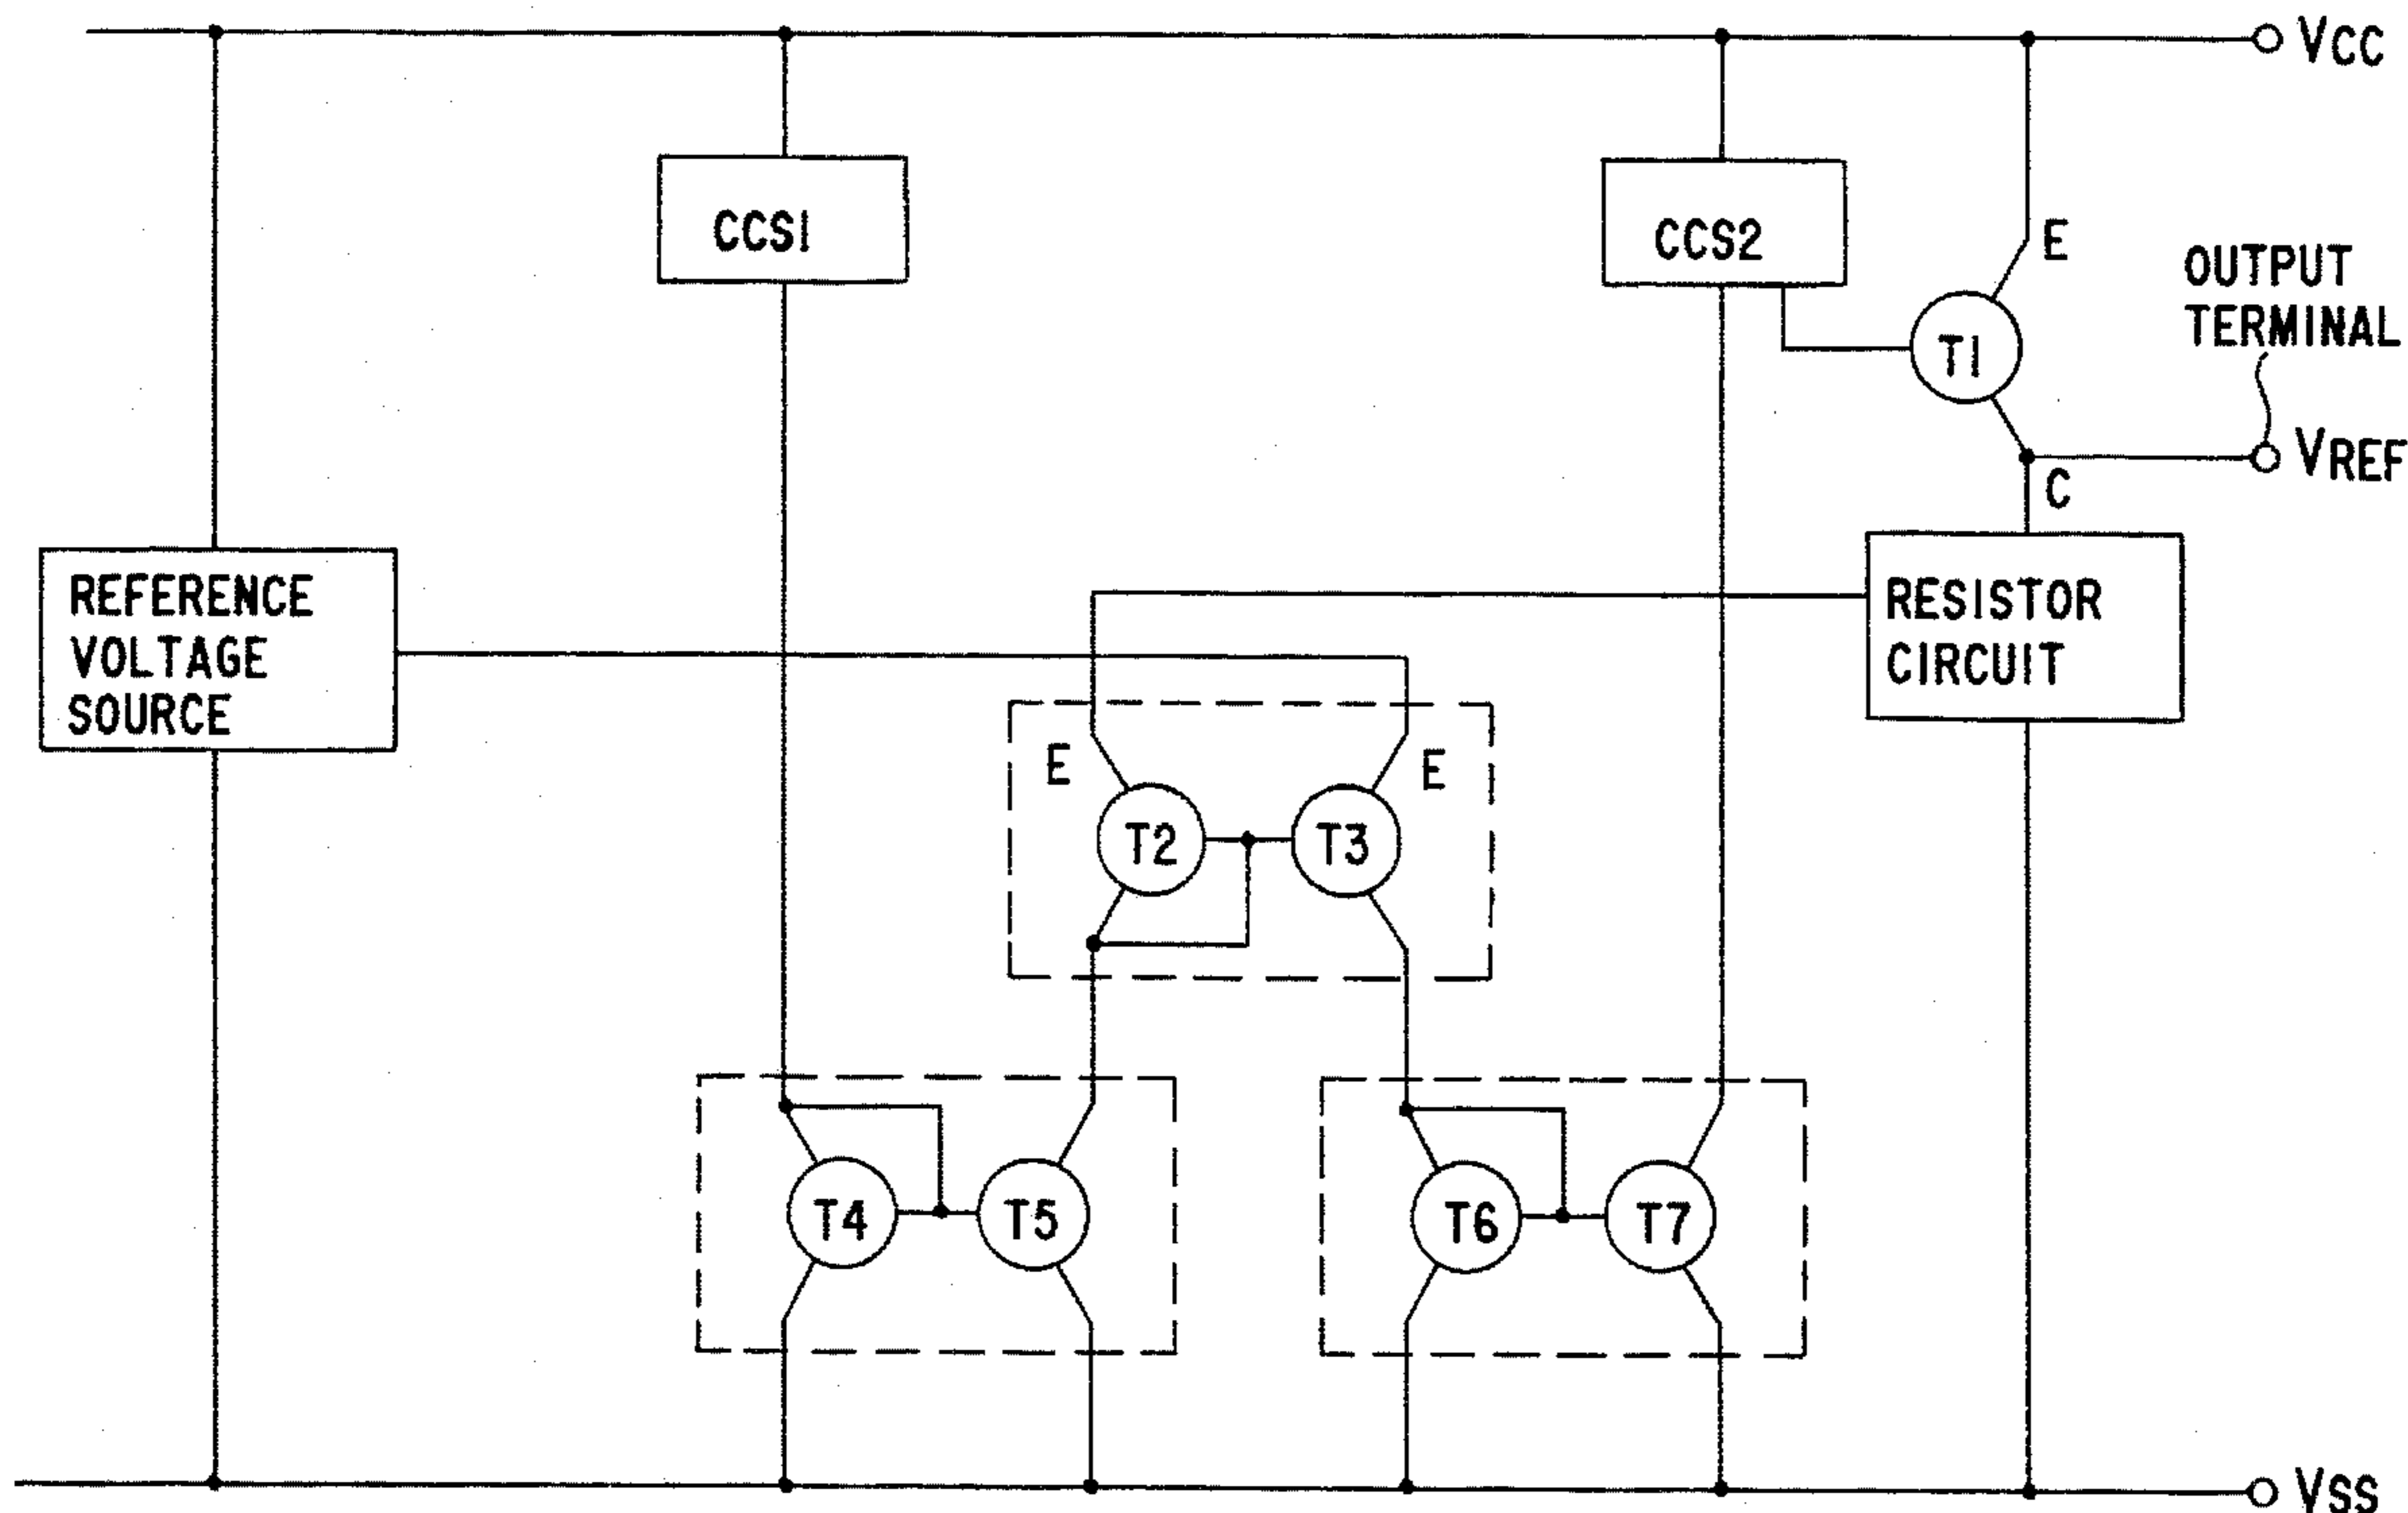 VCC
CCS1
CCS2
E
OUTPUT
TERMINAL
T1
VREF
C
REFERENCE
VOLTAGE
SOURCE
RESISTOR
CIRCUIT
E
E
T2
T3
T4
T5
T6
T7
VSS